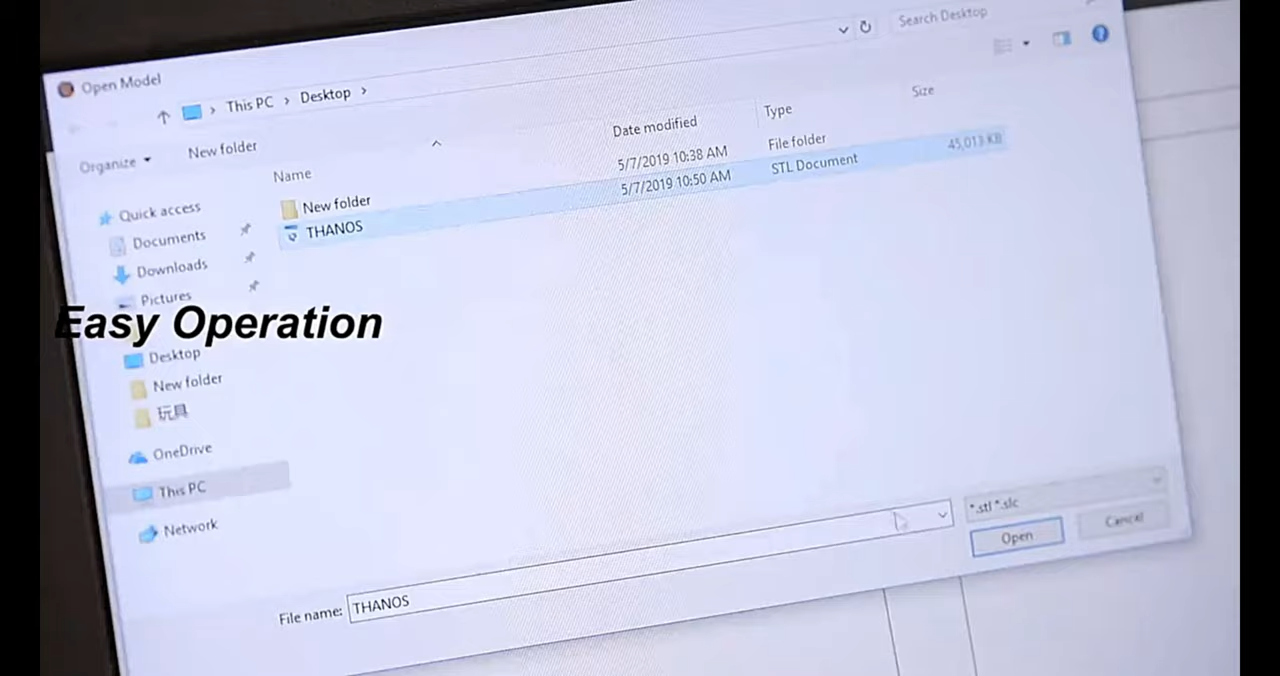 Open Model
Search Desktop
This PC
Desktop
Organize
New folder
Name
Date modified
Type
Size
New folder
5/7/2019 10:38 AM
File folder
THANOS
5/7/2019 10:50 AM
STL Document
45,013 KB
Quick access
Documents
Downloads
Pictures
Easy Operation
Desktop
New folder
玩具
OneDrive
This PC
Network
File name:
THANOS
*.stl *.slc
Open
Cancel